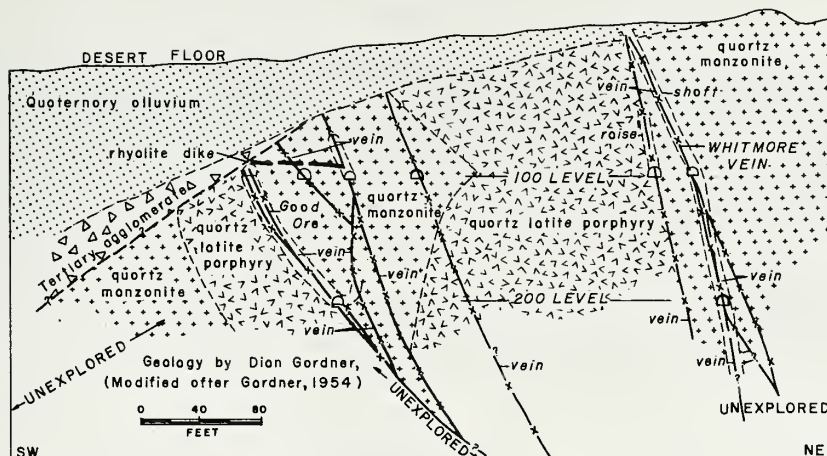 DESERT FLOOR
Quaternary alluvium
rhyolite dike
vein
Tertiary agglomerate
quartz
monzonite
quartz
latite
porphyry
Good
Ore
vein
vein
vein
quartz
monzonite
100 LEVEL
quartz latite porphyry
200 LEVEL
vein
quartz
monzonite
vein
raise
shaft
WHITMORE
VEIN
vein
vein
vein
UNEXPLORED
Geology by Dion Gardner,
(Modified after Gardner, 1954)
0 40 80
FEET
UNEXPLORED
?
UNEXPLORED
?
?
?
?
SW
NE